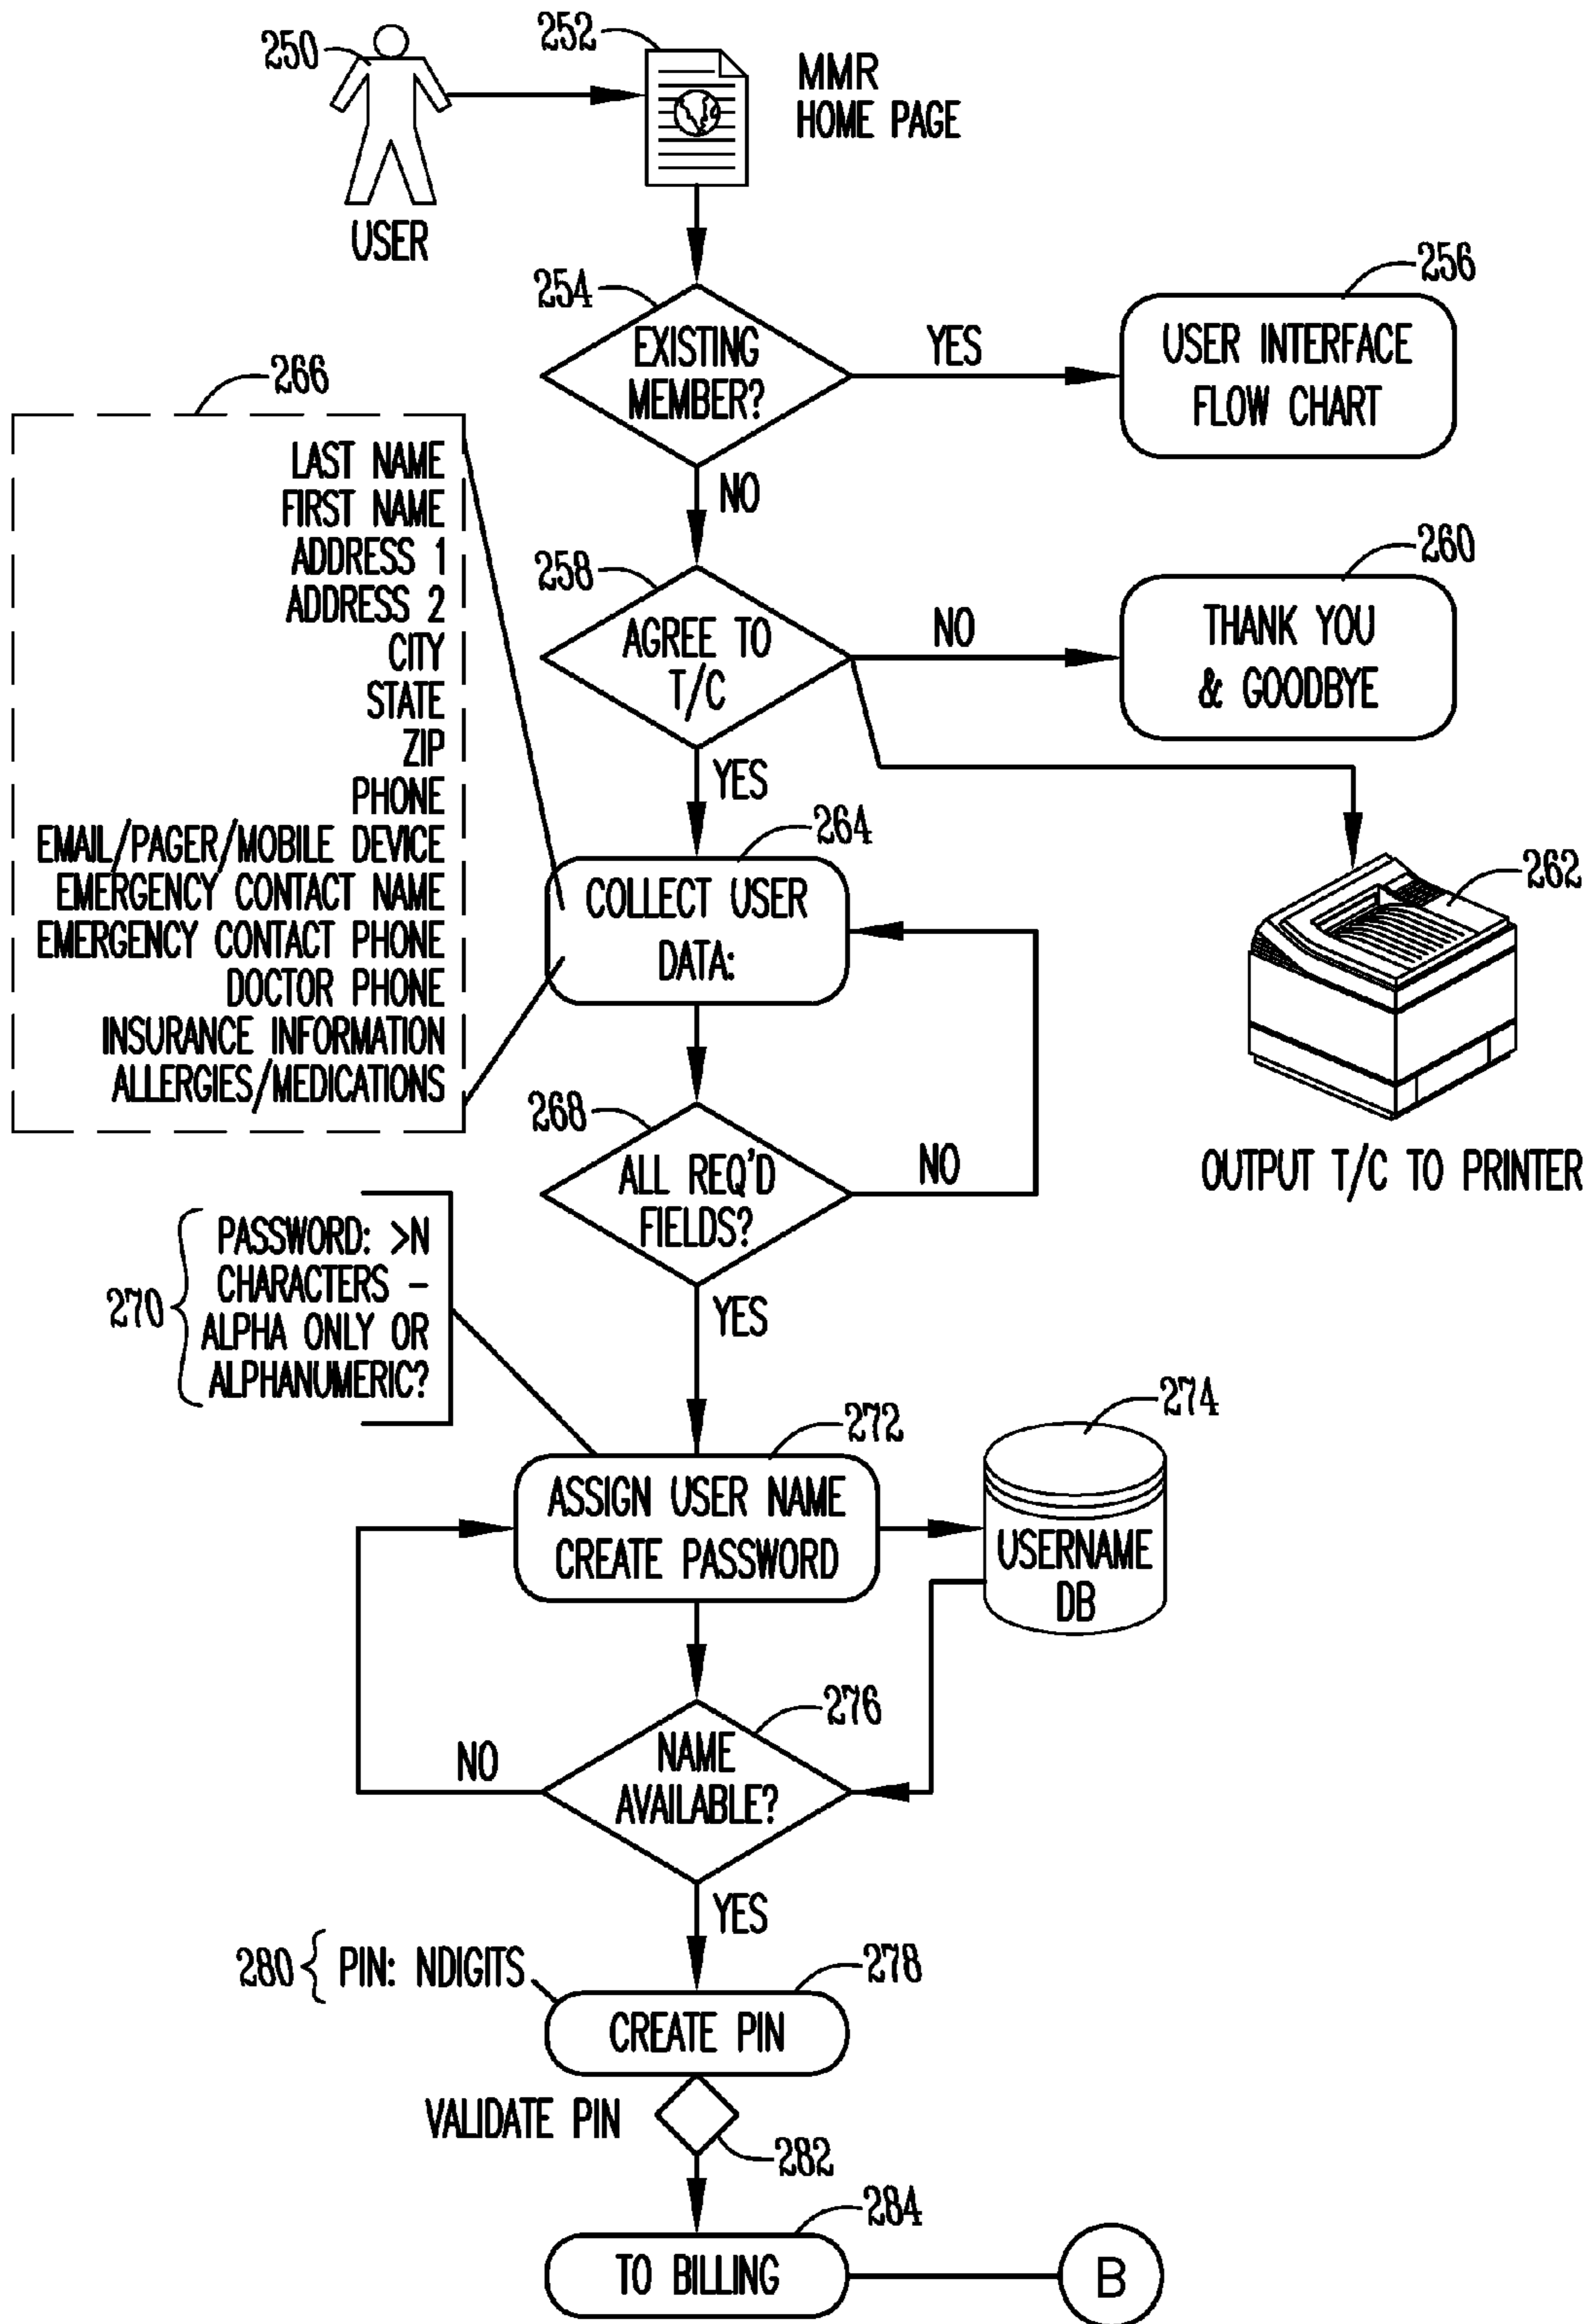 250
252
MMR
HOME PAGE
USER
254
EXISTING
MEMBER?
YES
256
USER INTERFACE
FLOW CHART
NO
266
LAST NAME
FIRST NAME
ADDRESS 1
ADDRESS 2
CITY
STATE
ZIP
PHONE
EMAIL/PAGER/MOBILE DEVICE
EMERGENCY CONTACT NAME
EMERGENCY CONTACT PHONE
DOCTOR PHONE
INSURANCE INFORMATION
ALLERGIES/MEDICATIONS
258
AGREE TO
T/C
NO
260
THANK YOU
& GOODBYE
YES
264
COLLECT USER
DATA:
262
OUTPUT T/C TO PRINTER
268
ALL REQ'D
FIELDS?
NO
YES
270
PASSWORD: >N
CHARACTERS –
ALPHA ONLY OR
ALPHANUMERIC?
272
ASSIGN USER NAME
CREATE PASSWORD
274
USERNAME
DB
276
NAME
AVAILABLE?
NO
YES
280
PIN: NDIGITS
278
CREATE PIN
VALIDATE PIN
282
284
TO BILLING
B